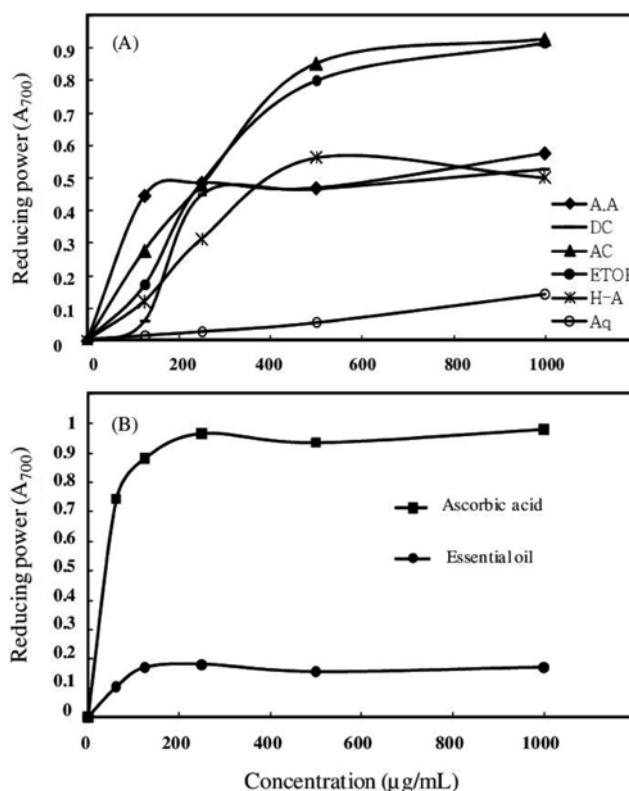 (A)
Reducing power (A700)
0.9
0.8
0.7
0.6
0.5
0.4
0.3
0.2
0.1
0
0 200 400 600 800 1000
A.A
DC
AC
ETOH
H-A
Aq
(B)
Reducing power (A700)
1
0.9
0.8
0.7
0.6
0.5
0.4
0.3
0.2
0.1
0
0 200 400 600 800 1000
Ascorbic acid
Essential oil
Concentration (µg/mL)